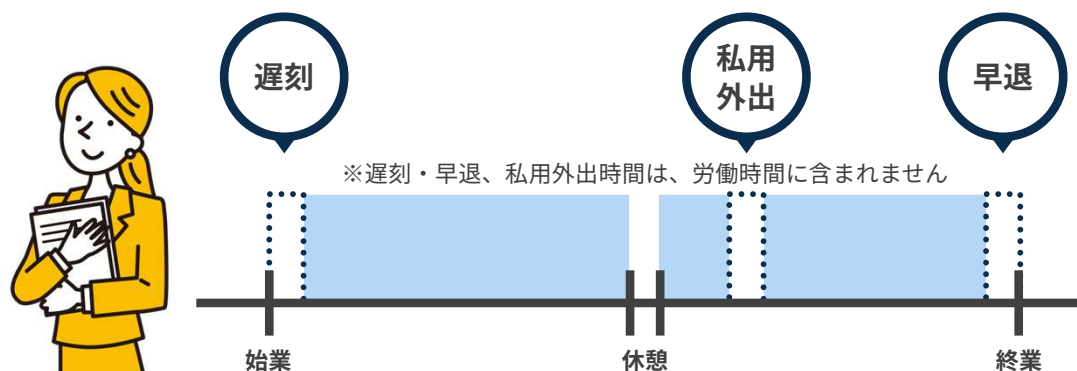 遅刻
私用
外出
早退
※遅刻・早退、私用外出時間は、労働時間に含まれません
始業
休憩
終業